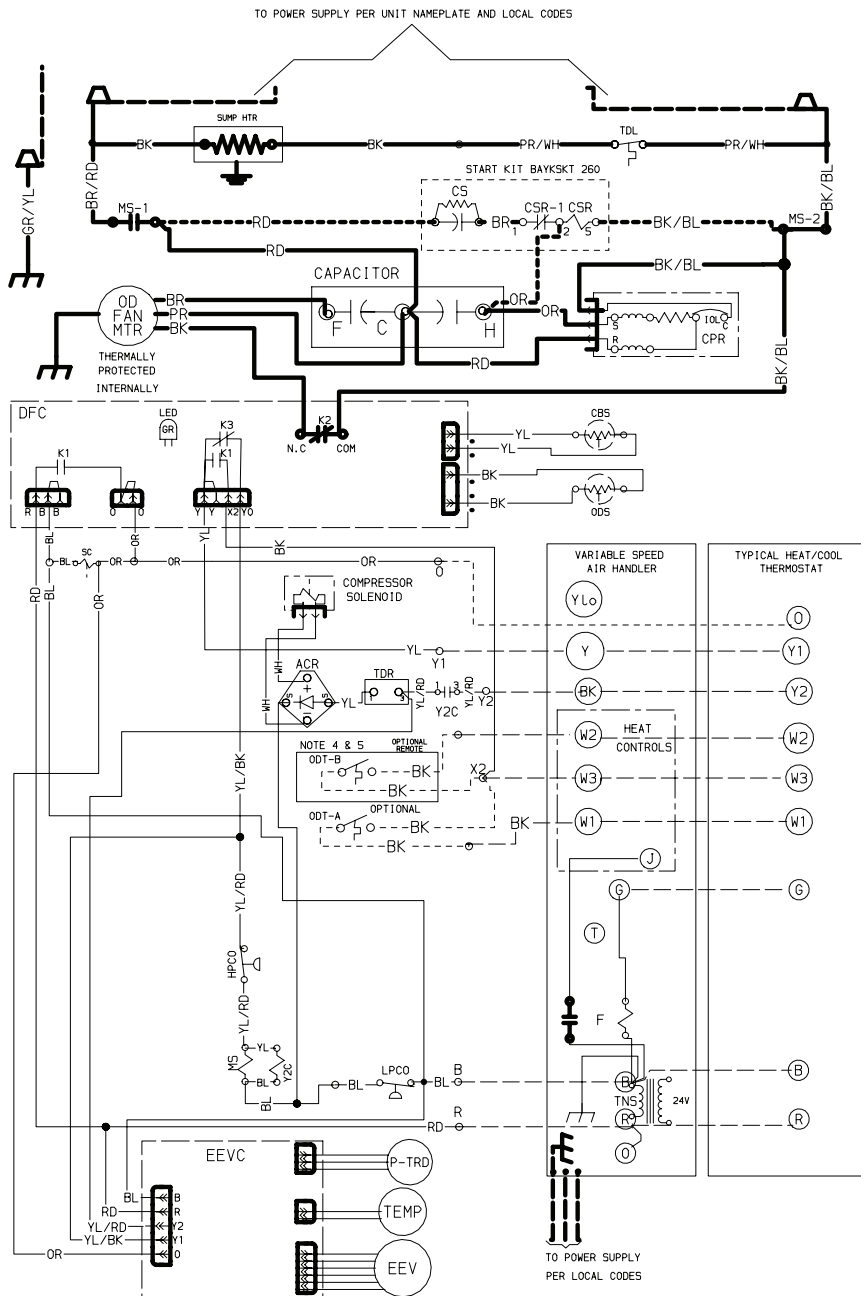 TO POWER SUPPLY PER UNIT NAMEPLATE AND LOCAL CODES
SUMP HTR
BK
BK
PR/WH
TDL
PR/WH
START KIT BAYKSKT 260
GR/YL
BR/RD
BK/BL
MS-1
RD
CS
BR
1
CSR-1
2
CSR
S
BK/BL
MS-2
RD
BK/BL
CAPACITOR
OD
FAN
MTR
BR
PR
BK
F
C
H
OR
OR
S
R
IOL
C
CPR
RD
BK/BL
THERMALLY
PROTECTED
INTERNALLY
DFC
LED
GR
K1
K3
K1
K2
N.C
COM
YL
YL
CBS
BK
BK
ODS
R
B
B
O
O
Y
Y
X2
YO
BL
OR
YL
BK
BL
SC
OR
OR
OR
O
RD
BL
OR
COMPRESSOR
SOLENOID
VARIABLE SPEED
AIR HANDLER
TYPICAL HEAT/COOL
THERMOSTAT
YLO
O
YL
Y1
Y
Y1
WH
WH
ACR
+
S
S
-
YL
TDR
1
3
YL/RD
1
3
Y2C
YL/RD
Y2
BK
Y2
NOTE 4 & 5
OPTIONAL
REMOTE
ODT-B
BK
BK
X2
HEAT
CONTROLS
W2
W2
W3
W3
YL/BK
ODT-A
OPTIONAL
BK
BK
BK
W1
W1
J
G
G
YL/RD
T
HPCO
YL/RD
F
MS
YL
BL
Y2C
BL
BL
LPCO
BL
B
B
TNS
24V
B
RD
R
R
R
O
EEVC
P-TRD
BL
B
RD
R
YL/RD
Y2
YL/BK
Y1
OR
O
TEMP
EEV
TO POWER SUPPLY
PER LOCAL CODES